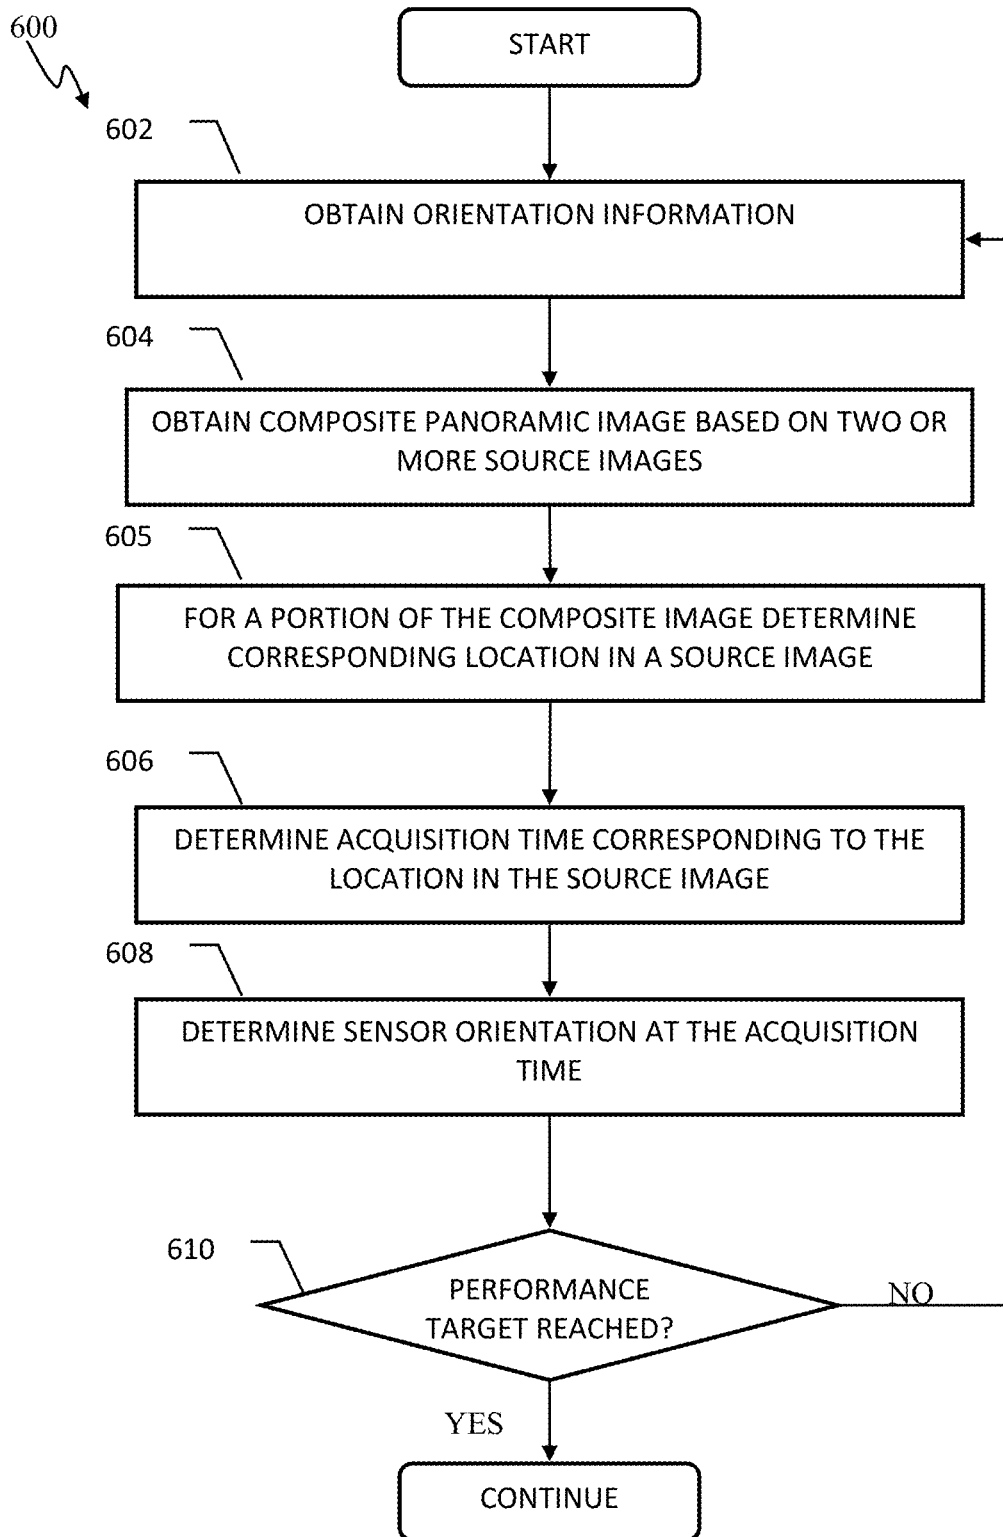 600
START
602
OBTAIN ORIENTATION INFORMATION
604
OBTAIN COMPOSITE PANORAMIC IMAGE BASED ON TWO OR
MORE SOURCE IMAGES
605
FOR A PORTION OF THE COMPOSITE IMAGE DETERMINE
CORRESPONDING LOCATION IN A SOURCE IMAGE
606
DETERMINE ACQUISITION TIME CORRESPONDING TO THE
LOCATION IN THE SOURCE IMAGE
608
DETERMINE SENSOR ORIENTATION AT THE ACQUISITION
TIME
610
PERFORMANCE
TARGET REACHED?
NO
YES
CONTINUE